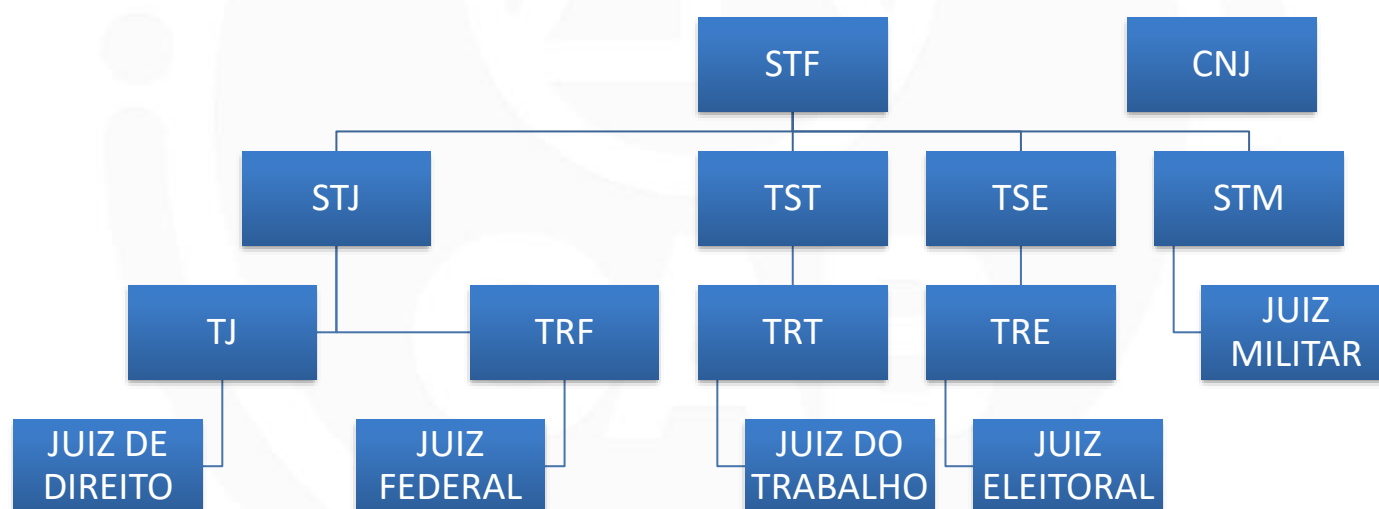 STF
CNJ
STJ
TST
TSE
STM
TJ
TRF
TRT
TRE
JUIZ
MILITAR
JUIZ DE
DIREITO
JUIZ
FEDERAL
JUIZ DO
TRABALHO
JUIZ
ELEITORAL